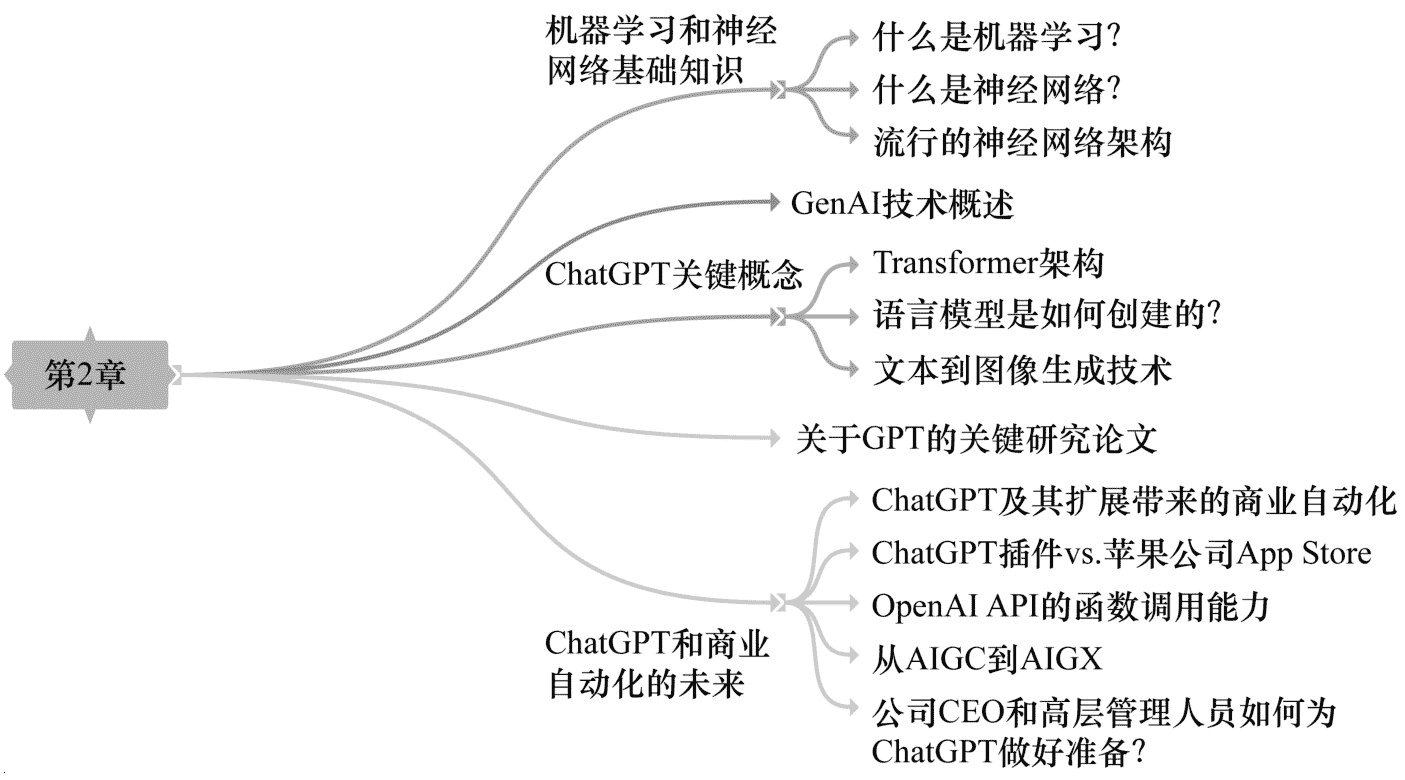 第2章
机器学习和神经
网络基础知识
什么是机器学习?
什么是神经网络?
流行的神经网络架构
GenAI技术概述
ChatGPT关键概念
Transformer架构
语言模型是如何创建的?
文本到图像生成技术
关于GPT的关键研究论文
ChatGPT和商业
自动化的未来
ChatGPT及其扩展带来的商业自动化
ChatGPT插件vs.苹果公司App Store
OpenAI API的函数调用能力
从AIGC到AIGX
公司CEO和高层管理人员如何为
ChatGPT做好准备?